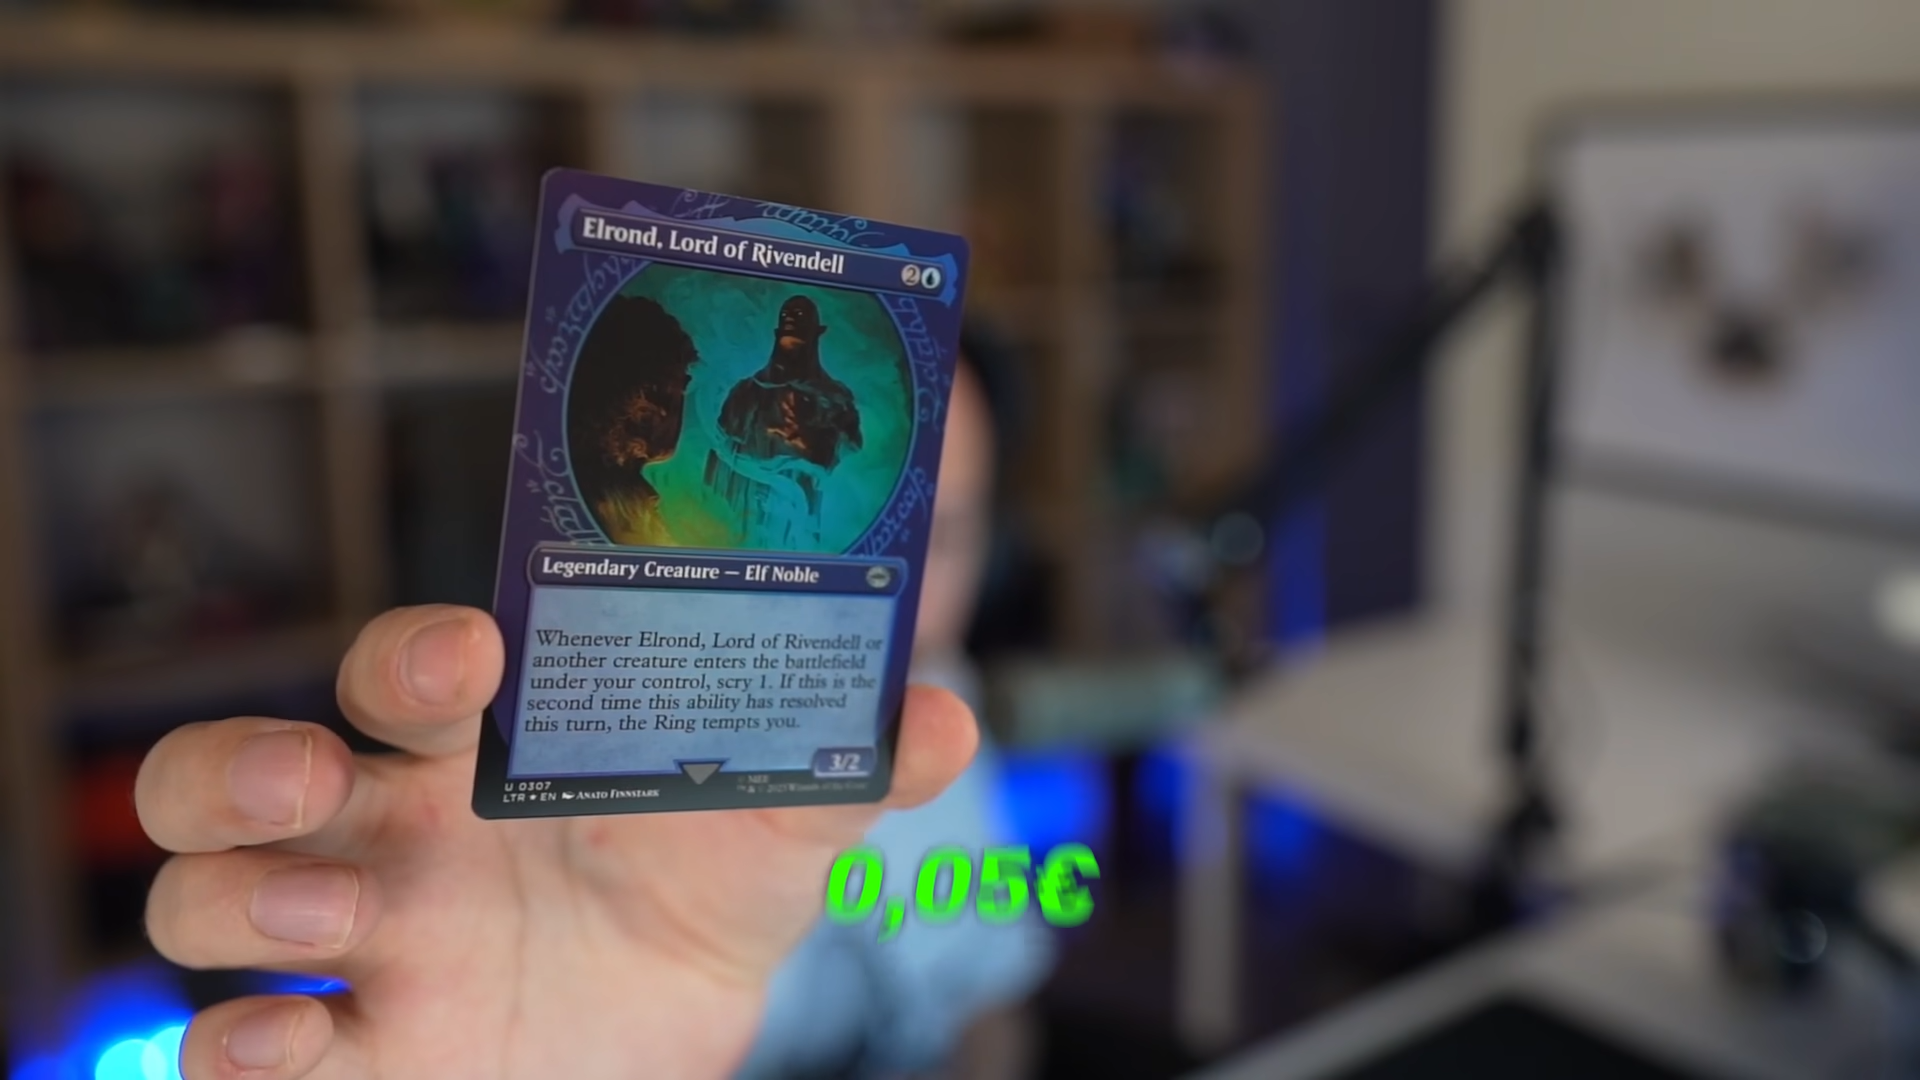 Elrond, Lord of Rivendell
2
Legendary Creature — Elf Noble
Whenever Elrond, Lord of Rivendell or
another creature enters the battlefield
under your control, scry 1. If this is the
second time this ability has resolved
this turn, the Ring tempts you.
3/2
U 0307
LTR ★ EN ANATO FINNSTARK
0,05€